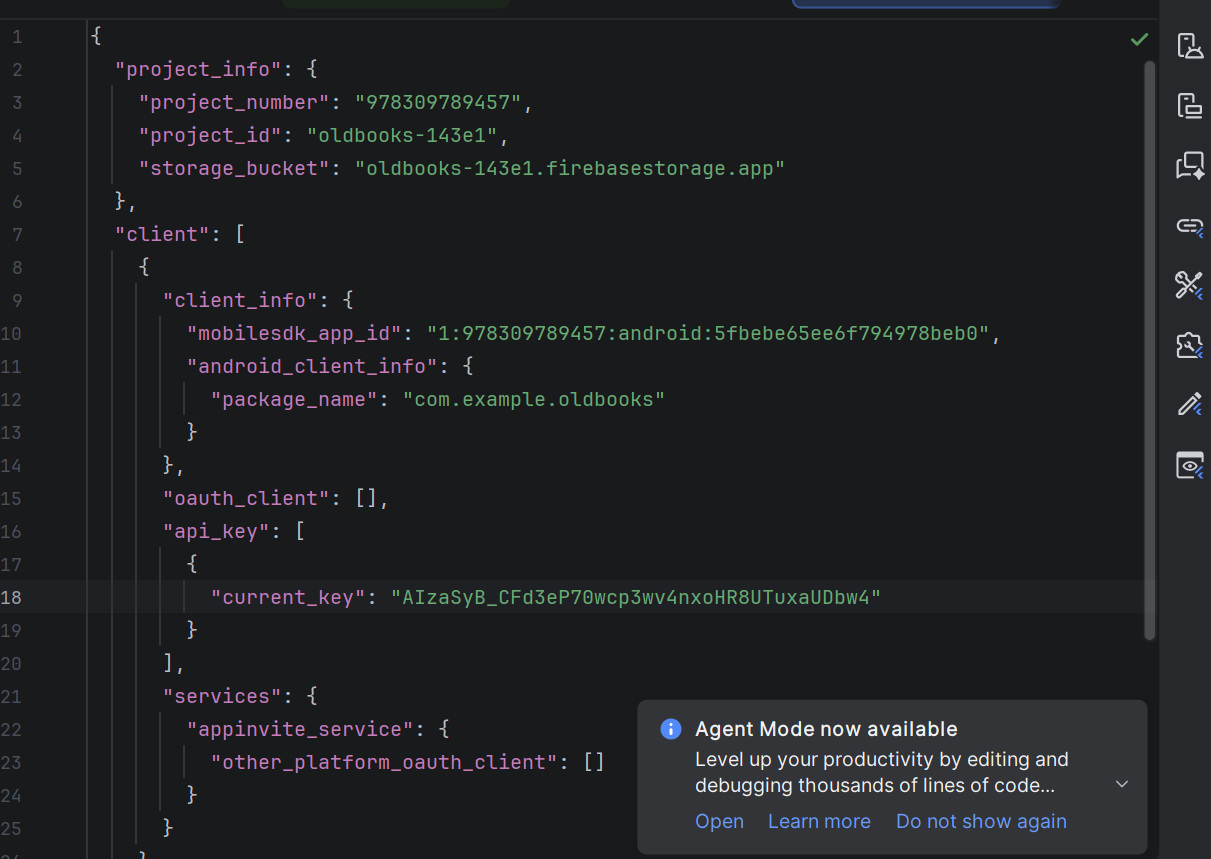 1 {
2 "project_info": {
3 "project_number": "978309789457",
4 "project_id": "oldbooks-143e1",
5 "storage_bucket": "oldbooks-143e1.firebasestorage.app"
6 },
7 "client": [
8 {
9 "client_info": {
10 "mobilesdk_app_id": "1:978309789457:android:5fbebe65ee6f794978beb0",
11 "android_client_info": {
12 "package_name": "com.example.oldbooks"
13 }
14 },
15 "oauth_client": [],
16 "api_key": [
17 {
18 "current_key": "AIzaSyB_CFd3eP70wcp3wv4nxoHR8UTuxaUDbw4"
19 }
20 ],
21 "services": {
22 "appinvite_service": {
23 "other_platform_oauth_client": []
24 }
25 }
Agent Mode now available
Level up your productivity by editing and
debugging thousands of lines of code...
Open Learn more Do not show again